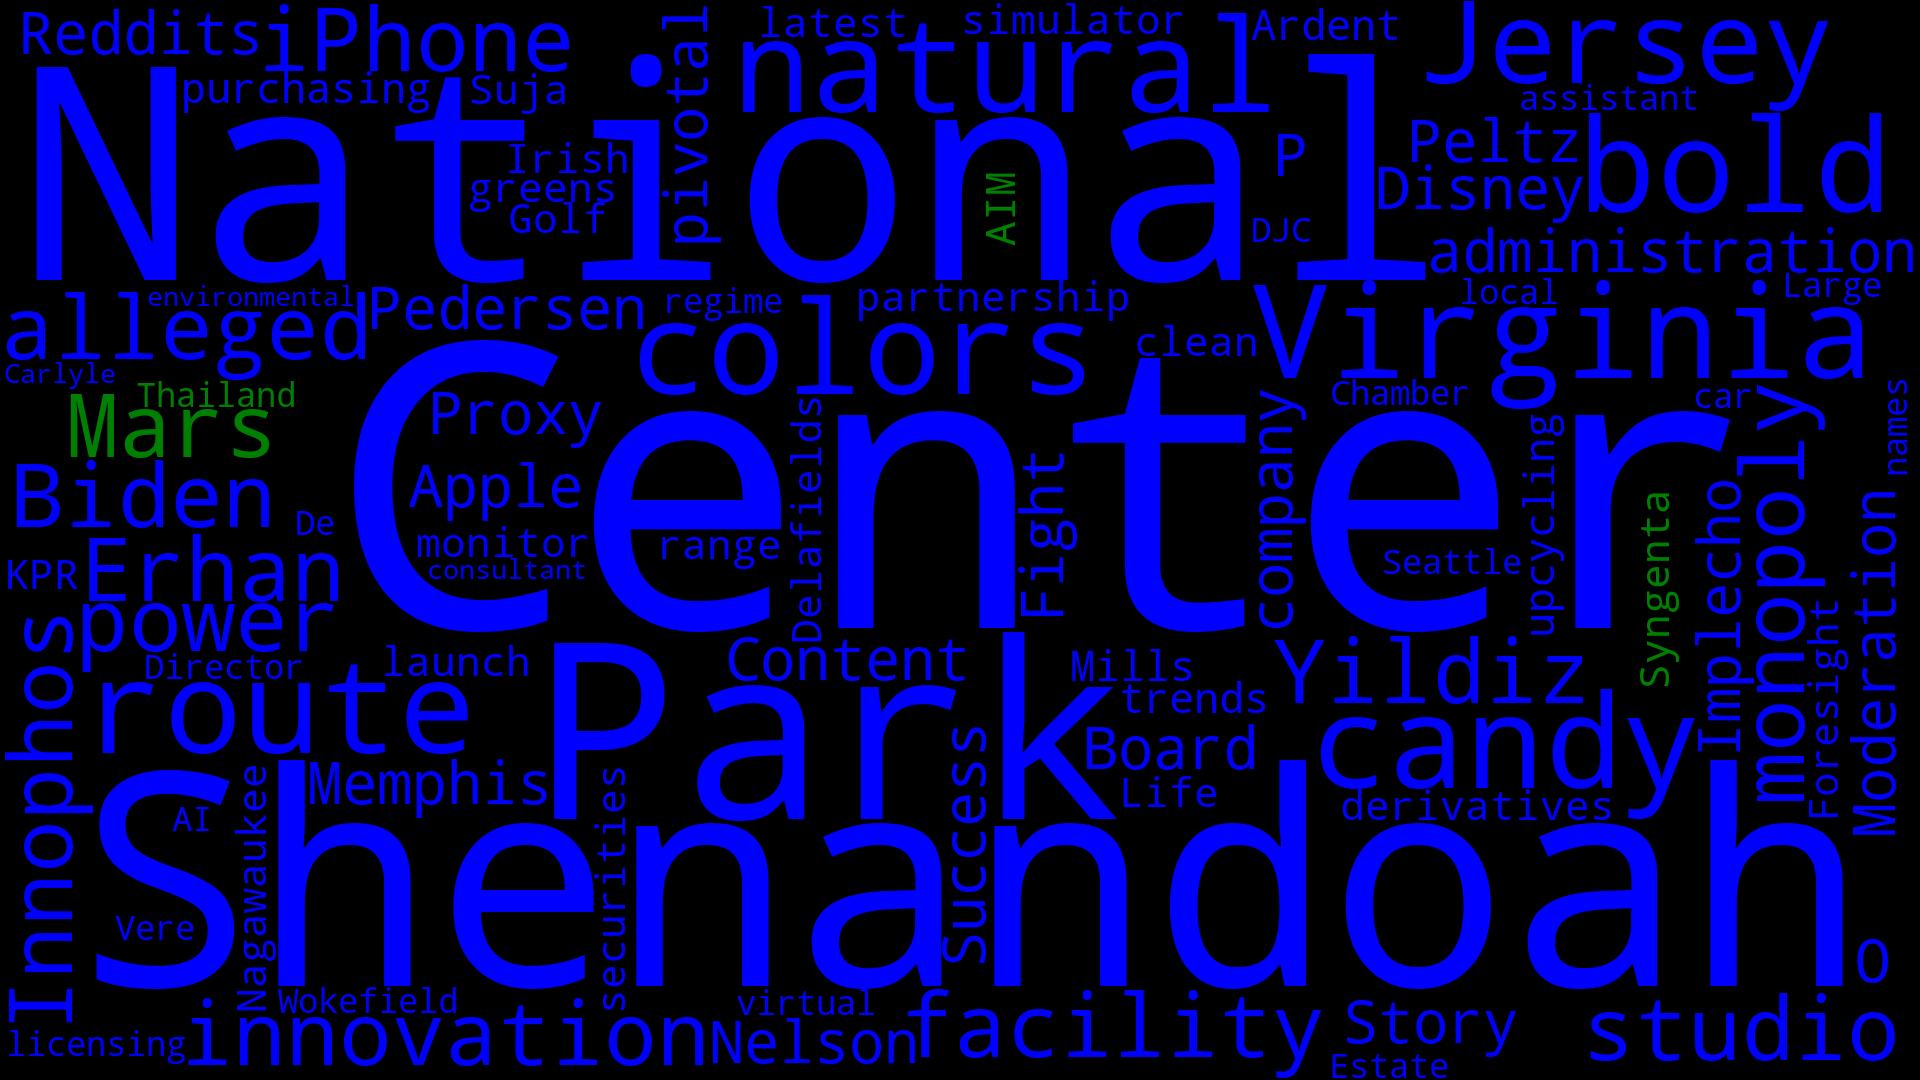 Reddits
iPhone
pivotal
latest
simulator
Ardent
Jersey
purchasing
Suja
natural
assistant
National
Irish
greens
Golf
AIM
P
Peltz
Disney
bold
DJC
administration
alleged
environmental
Pedersen
regime
colors
partnership
clean
Virginia
local
Large
Carlyle
Thailand
Mars
Proxy
Center
Delafields
Chamber
car
names
Biden
De
Apple
monitor
consultant
range
Fight
company
Seattle
upcycling
Syngenta
Implecho
monopoly
Moderation
KPR
Erhan
power
Director
launch
Content
Mills
trends
Yildiz
Foresight
Innophos
route
Park
Board
Life
candy
derivatives
Memphis
AI
Nagawaukee
securities
Success
Shenandoah
Vere
O
Wokefield
virtual
licensing
innovation
Nelson
facility
Story
Estate
studio